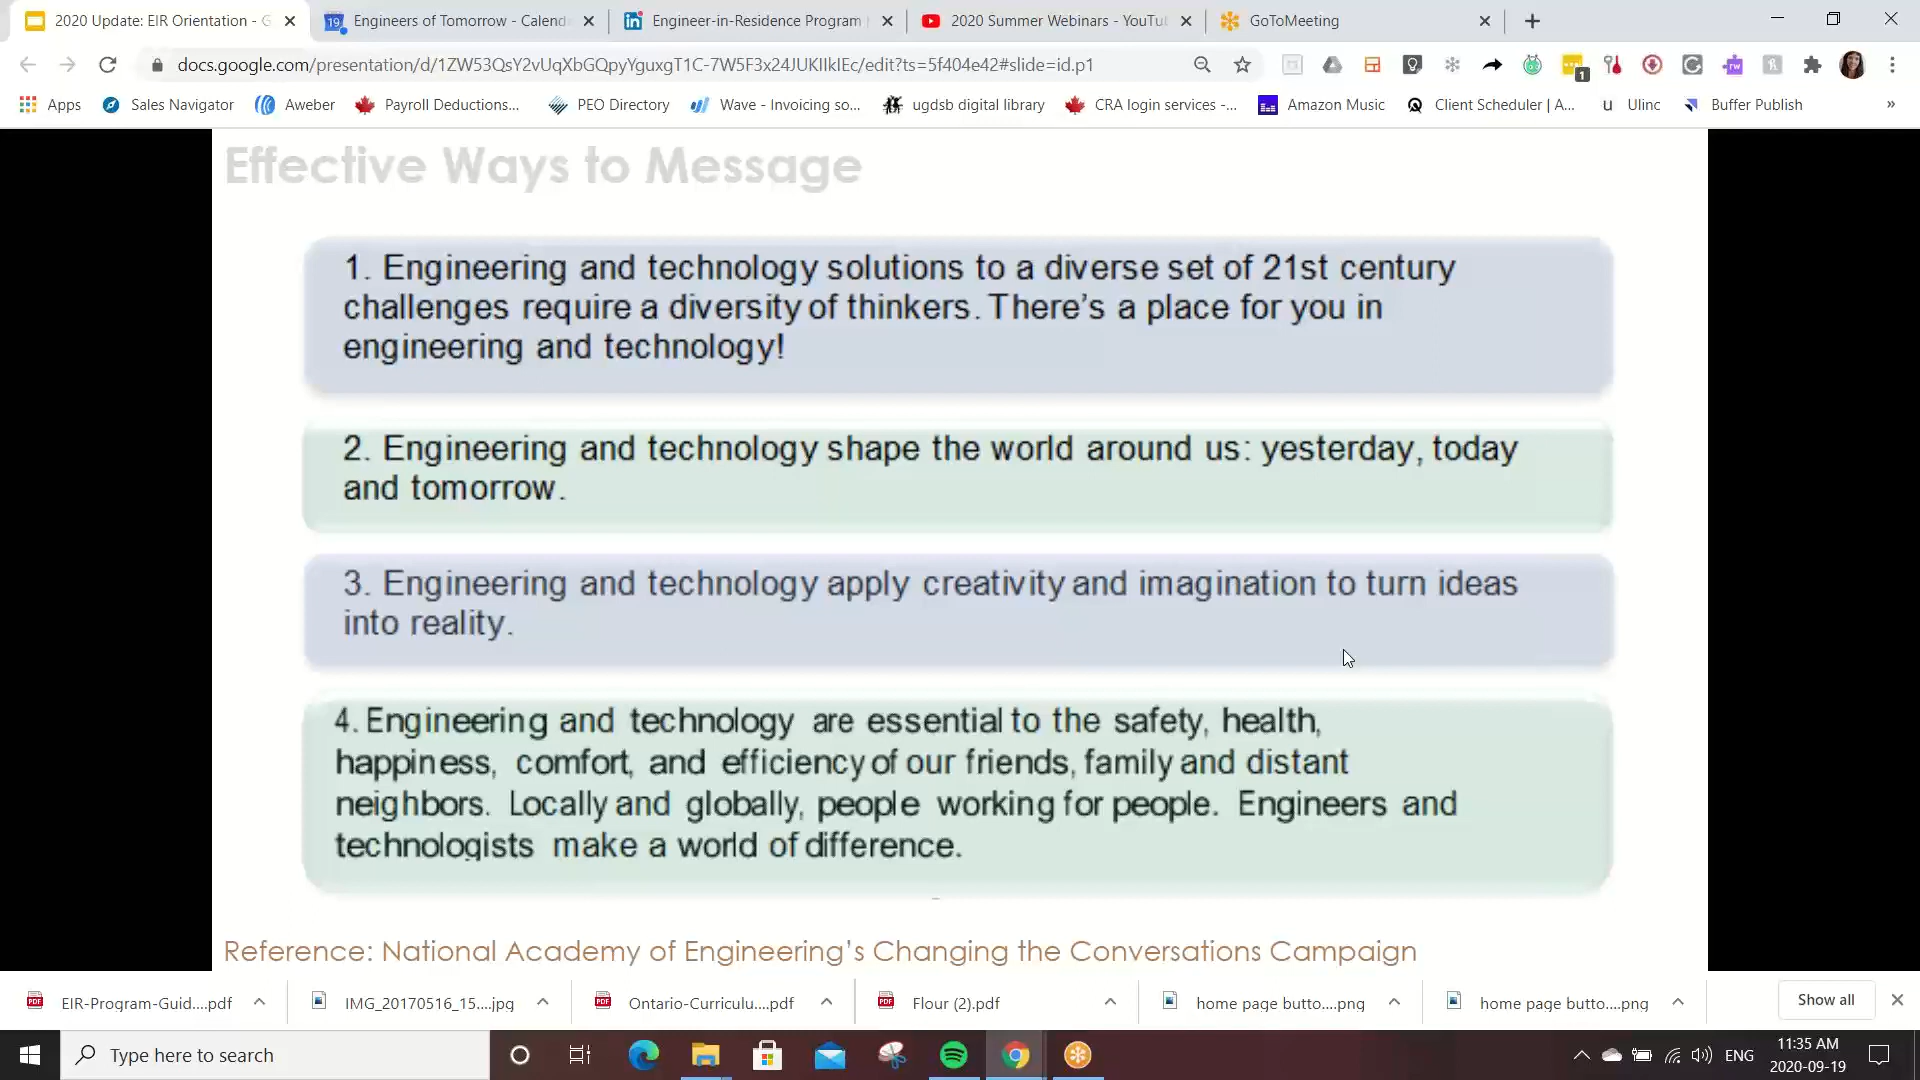 2020 Update: EIR Orientation - G
Engineers of Tomorrow - Calend
Engineer-in-Residence Program
2020 Summer Webinars - YouTu
GoToMeeting
docs.google.com/presentation/d/1ZW53QsY2vUqXbGQpyYguxgT1C-7W5F3x24JUKIIkIEc/edit?ts=5f404e42#slide=id.p1
Apps
Sales Navigator
Aweber
Payroll Deductions...
PEO Directory
Wave - Invoicing so...
ugdsb digital library
CRA login services -...
Amazon Music
Client Scheduler | A...
Ulinc
Buffer Publish
»
Effective Ways to Message
1. Engineering and technology solutions to a diverse set of 21st century
challenges require a diversity of thinkers. There's a place for you in
engineering and technology!
2. Engineering and technology shape the world around us: yesterday, today
and tomorrow.
3. Engineering and technology apply creativity and imagination to turn ideas
into reality.
4. Engineering and technology are essential to the safety, health,
happiness, comfort, and efficiency of our friends, family and distant
neighbors. Locally and globally, people working for people. Engineers and
technologists make a world of difference.
Reference: National Academy of Engineering's Changing the Conversations Campaign
EIR-Program-Guid....pdf
IMG_20170516_15....jpg
Ontario-Curriculu....pdf
Flour (2).pdf
home page butto....png
home page butto....png
Show all
Type here to search
ENG
11:35 AM
2020-09-19